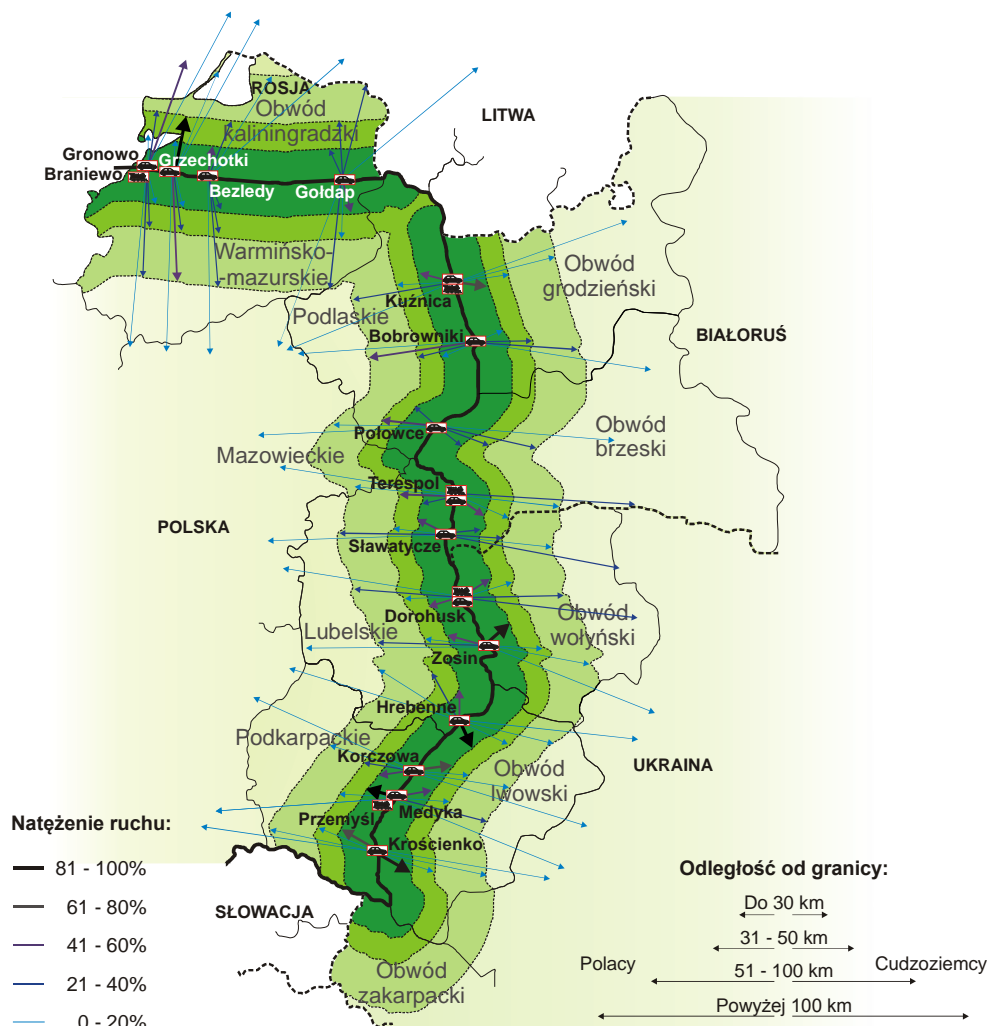 ROSJA
Obwód
kaliningradzki
LITWA
Gronowo
Grzechotki
Braniewo
Bezledy
Gołdap
Warmińsko-
-mazurskie
Obwód
grodzieński
Kuźnica
Podlaskie
Bobrowniki
BIAŁORUŚ
Połowce
Obwód
brzeski
Mazowieckie
Terespol
POLSKA
Sławatycze
Dorohusk
Obwód
wołyński
Lubelskie
Zosin
Hrebenne
Podkarpackie
Korczowa
Obwód
lwowski
UKRAINA
Medyka
Przemyśl
Krościenko
SŁOWACJA
Obwód
zakarpacki
Natężenie ruchu:
81 - 100%
61 - 80%
41 - 60%
21 - 40%
0 - 20%
Odległość od granicy:
Do 30 km
31 - 50 km
Polacy
51 - 100 km
Cudzoziemcy
Powyżej 100 km